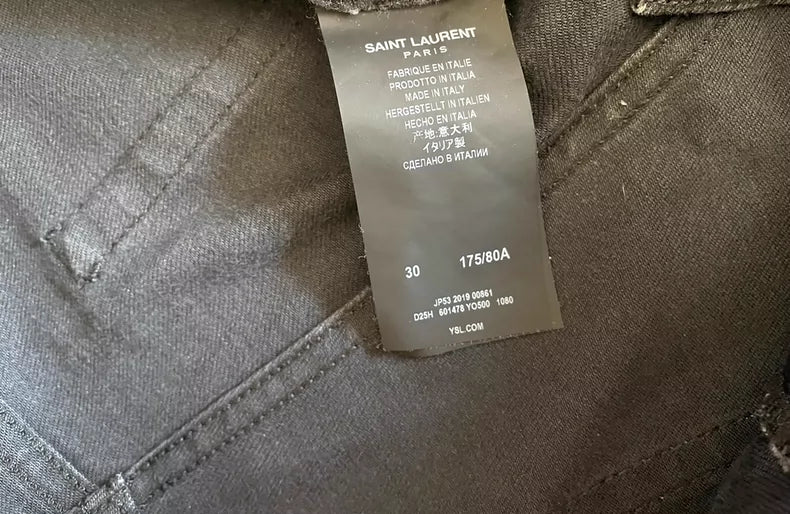 SAINT LAURENT
PARIS
FABRIQUE EN ITALIE
PRODOTTO IN ITALIA
MADE IN ITALY
HERGESTELLT IN ITALIEN
HECHO EN ITALIA
产地:意大利
イタリア製
СДЕЛАНО В ИТАЛИИ
30 175/80A
JP53 2019 00861
D25H 601478 YO500 1080
YSL.COM